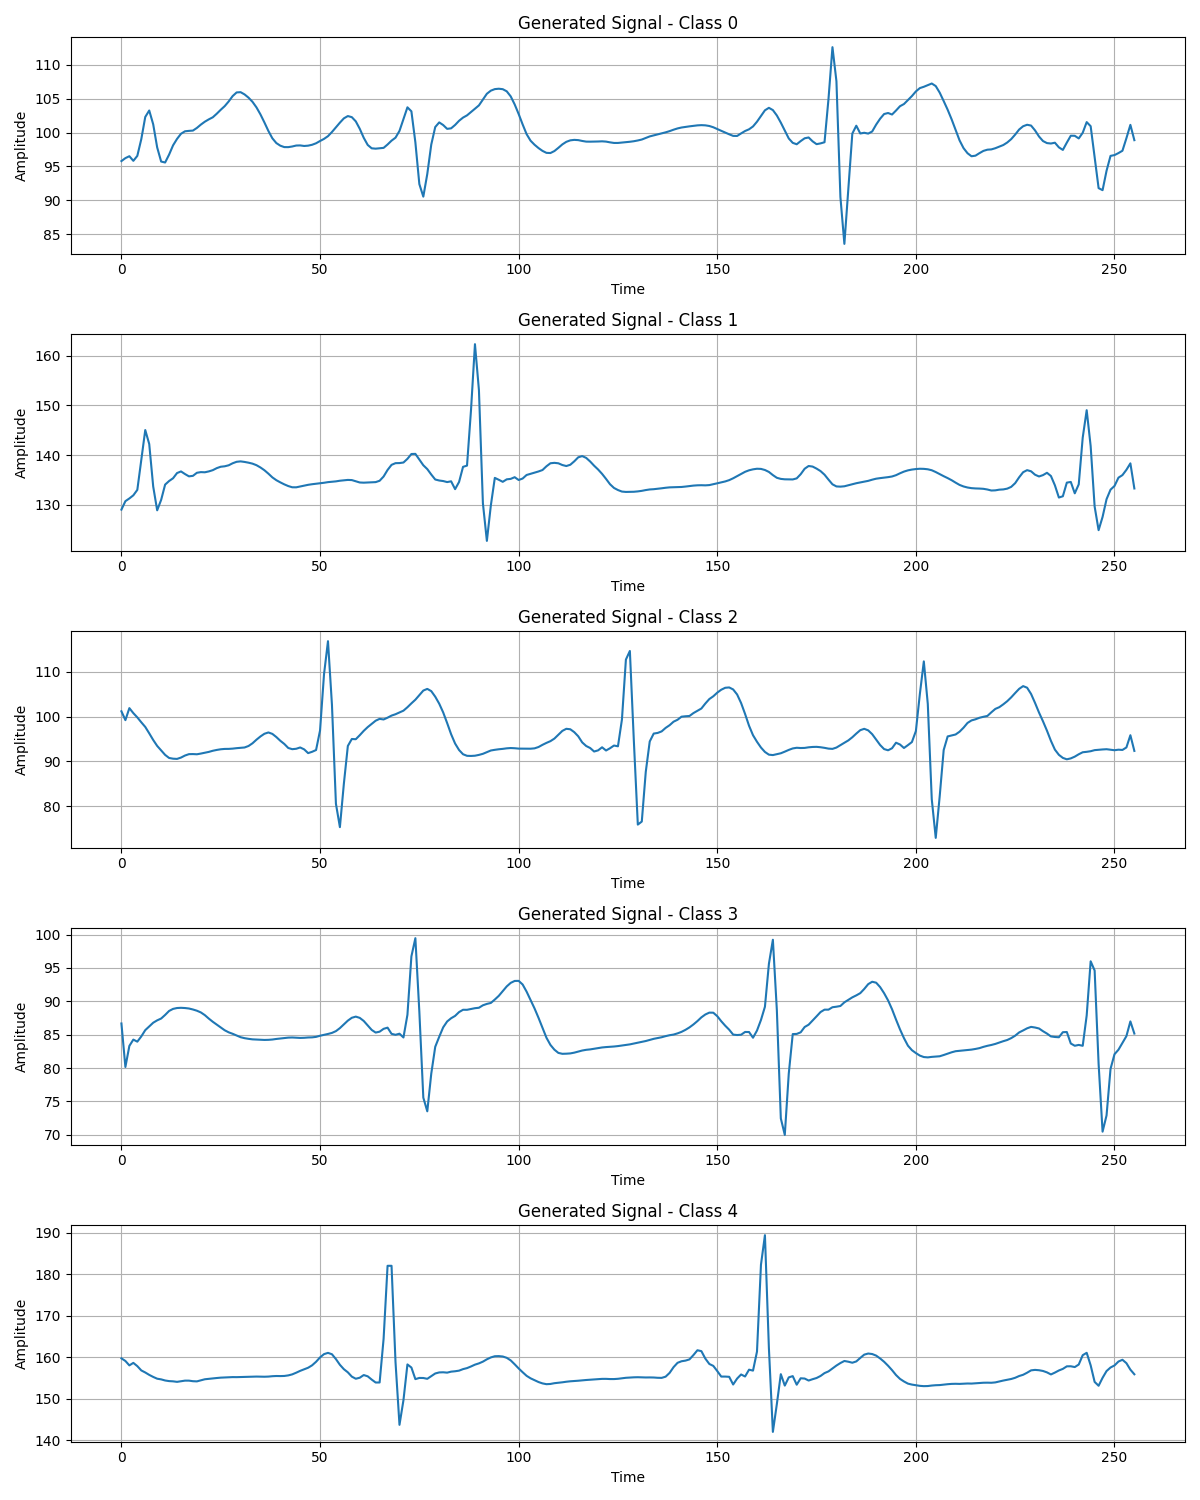 Generated Signal - Class 0
110
105
100
95
90
85
Amplitude
0 50 100 150 200 250
Time
Generated Signal - Class 1
160
150
140
130
Amplitude
0 50 100 150 200 250
Time
Generated Signal - Class 2
110
100
90
80
Amplitude
0 50 100 150 200 250
Time
Generated Signal - Class 3
100
95
90
85
80
75
70
Amplitude
0 50 100 150 200 250
Time
Generated Signal - Class 4
190
180
170
160
150
140
Amplitude
0 50 100 150 200 250
Time